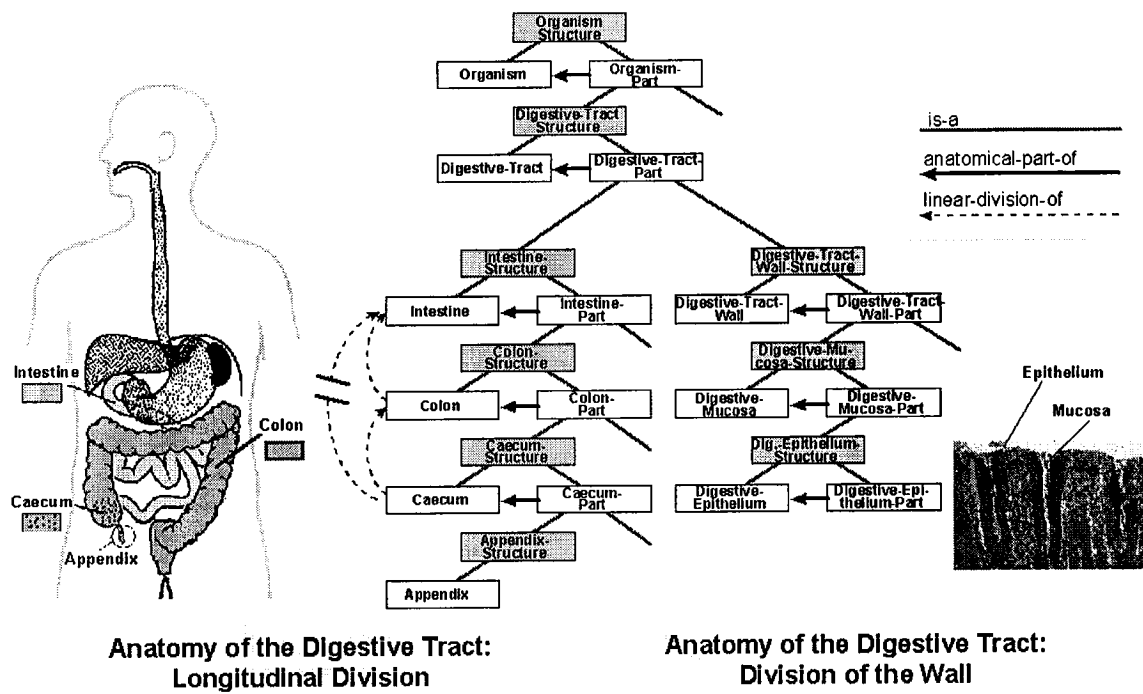 Organism
Structure
Organism
Organism-
Part
Digestive-Tract
Structure
Digestive-Tract
Digestive-Tract-
Part
is-a
anatomical-part-of
linear-division-of
Intestine-
Structure
Intestine
Intestine-
Part
Colon-
Structure
Colon
Colon-
Part
Caecum-
Structure
Caecum
Caecum-
Part
Appendix-
Structure
Appendix
Digestive-Tract-
Wall-Structure
Digestive-Tract-
Wall
Digestive-Tract-
Wall-Part
Digestive-Mu-
cosa-Structure
Digestive-
Mucosa
Digestive-
Mucosa-Part
Dig.-Epithelium-
Structure
Digestive-
Epithelium
Digestive-Epi-
thelium-Part
Intestine
Colon
Caecum
Appendix
Epithelium
Mucosa
Anatomy of the Digestive Tract:
Longitudinal Division
Anatomy of the Digestive Tract:
Division of the Wall